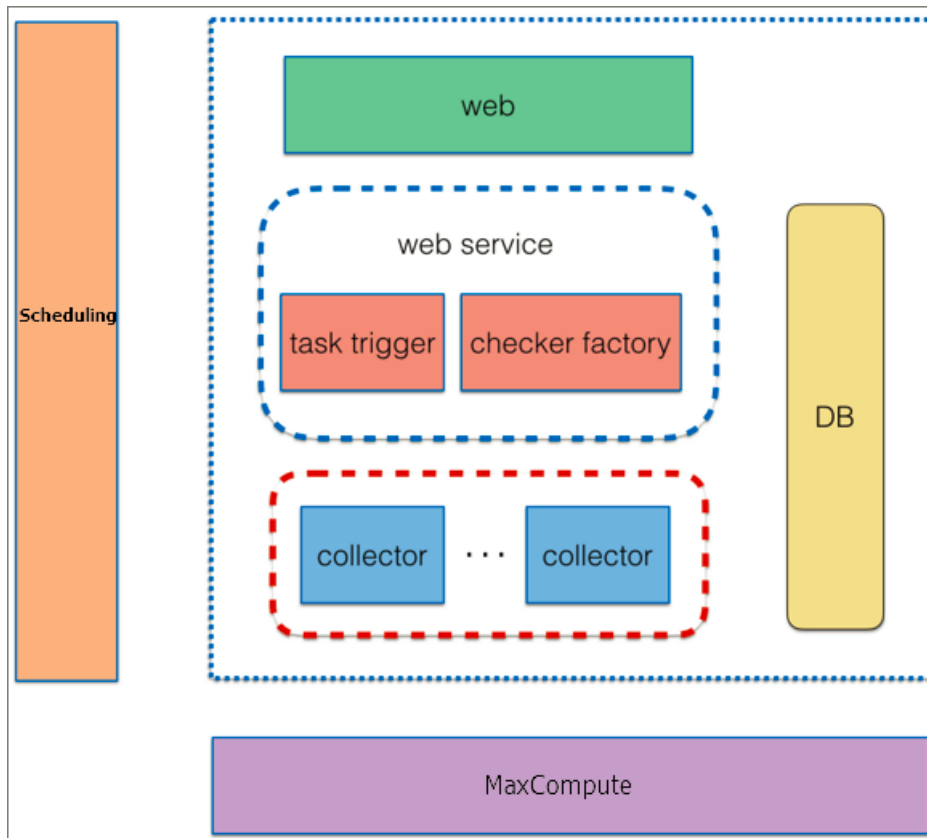 web
web service
Scheduling
task trigger
checker factory
DB
collector
...
collector
MaxCompute